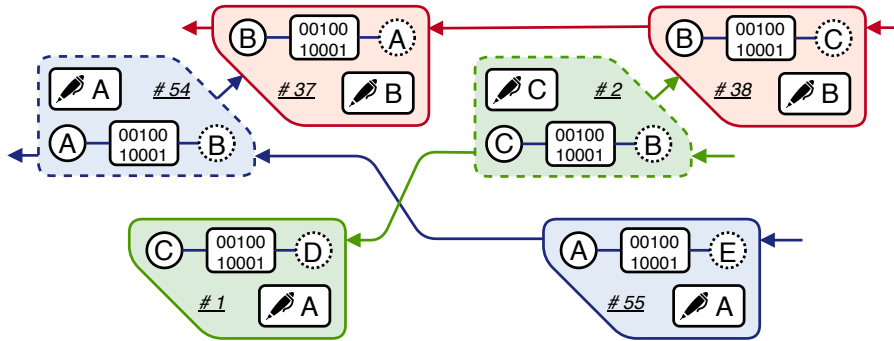 B 00100 A
10001
# 37 B
B 00100 C
10001
# 38 B
A # 54
A 00100 B
10001
C # 2
C 00100 B
10001
C 00100 D
10001
# 1 A
A 00100 E
10001
# 55 A